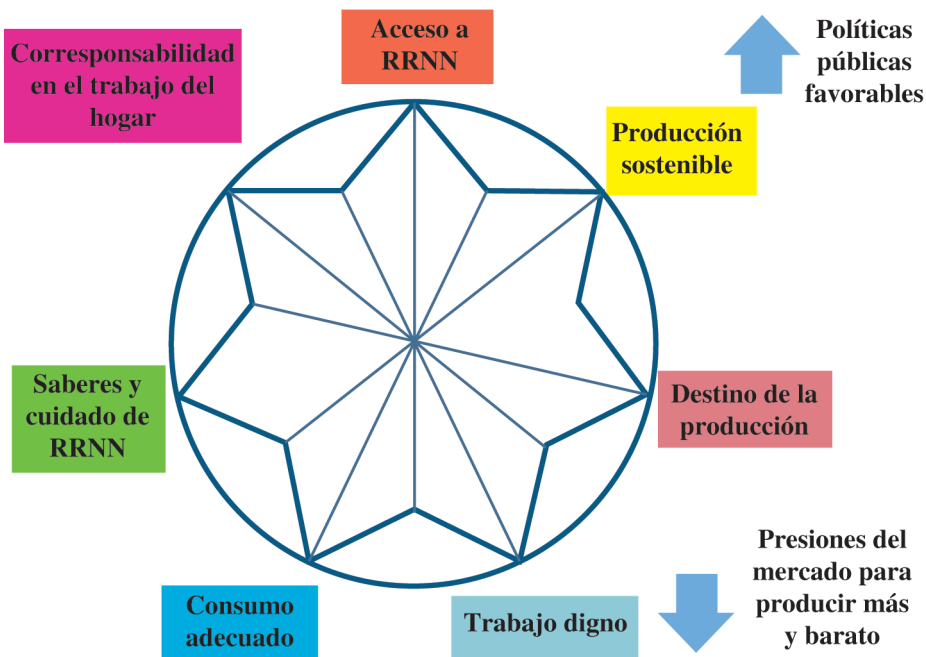 Acceso a
RRNN
Políticas
públicas
favorables
Corresponsabilidad
en el trabajo del
hogar
Producción
sostenible
Saberes y
cuidado de
RRNN
Destino de la
producción
Consumo
adecuado
Trabajo digno
Presiones del
mercado para
producir más
y barato